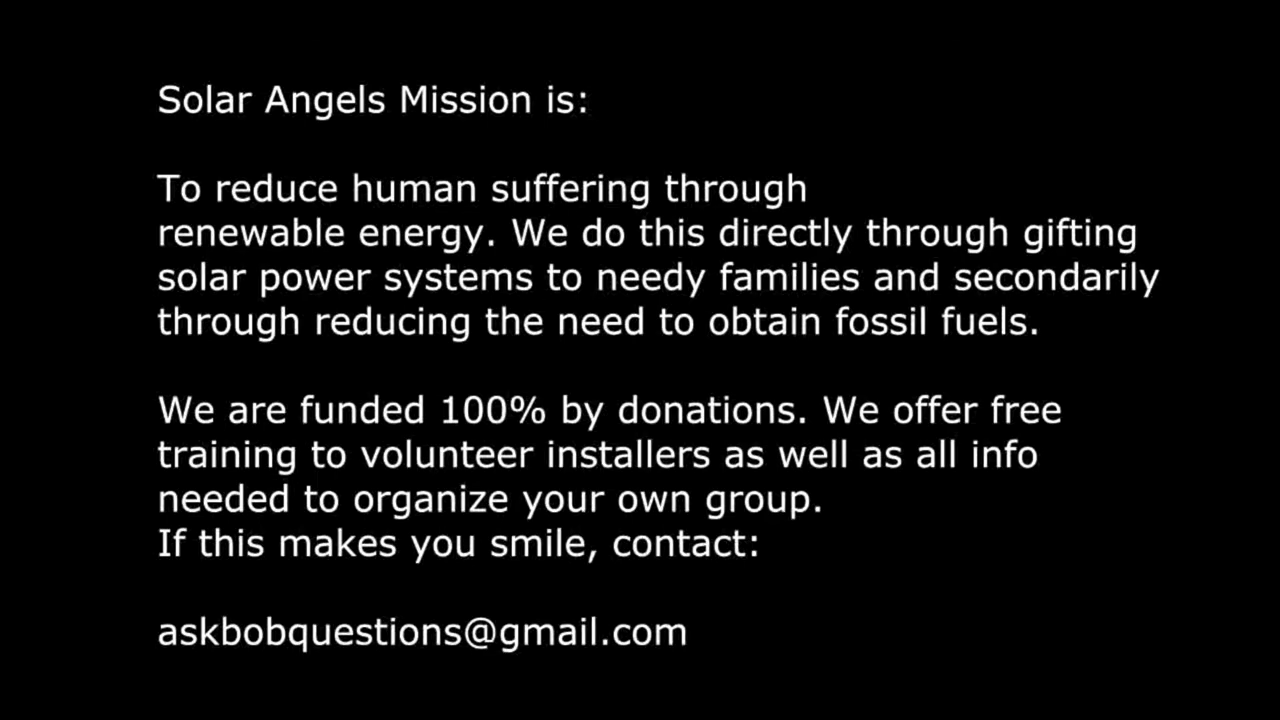 Solar Angels Mission is:
To reduce human suffering through
renewable energy. We do this directly through gifting
solar power systems to needy families and secondarily
through reducing the need to obtain fossil fuels.
We are funded 100% by donations. We offer free
training to volunteer installers as well as all info
needed to organize your own group.
If this makes you smile, contact:
askbobquestions@gmail.com